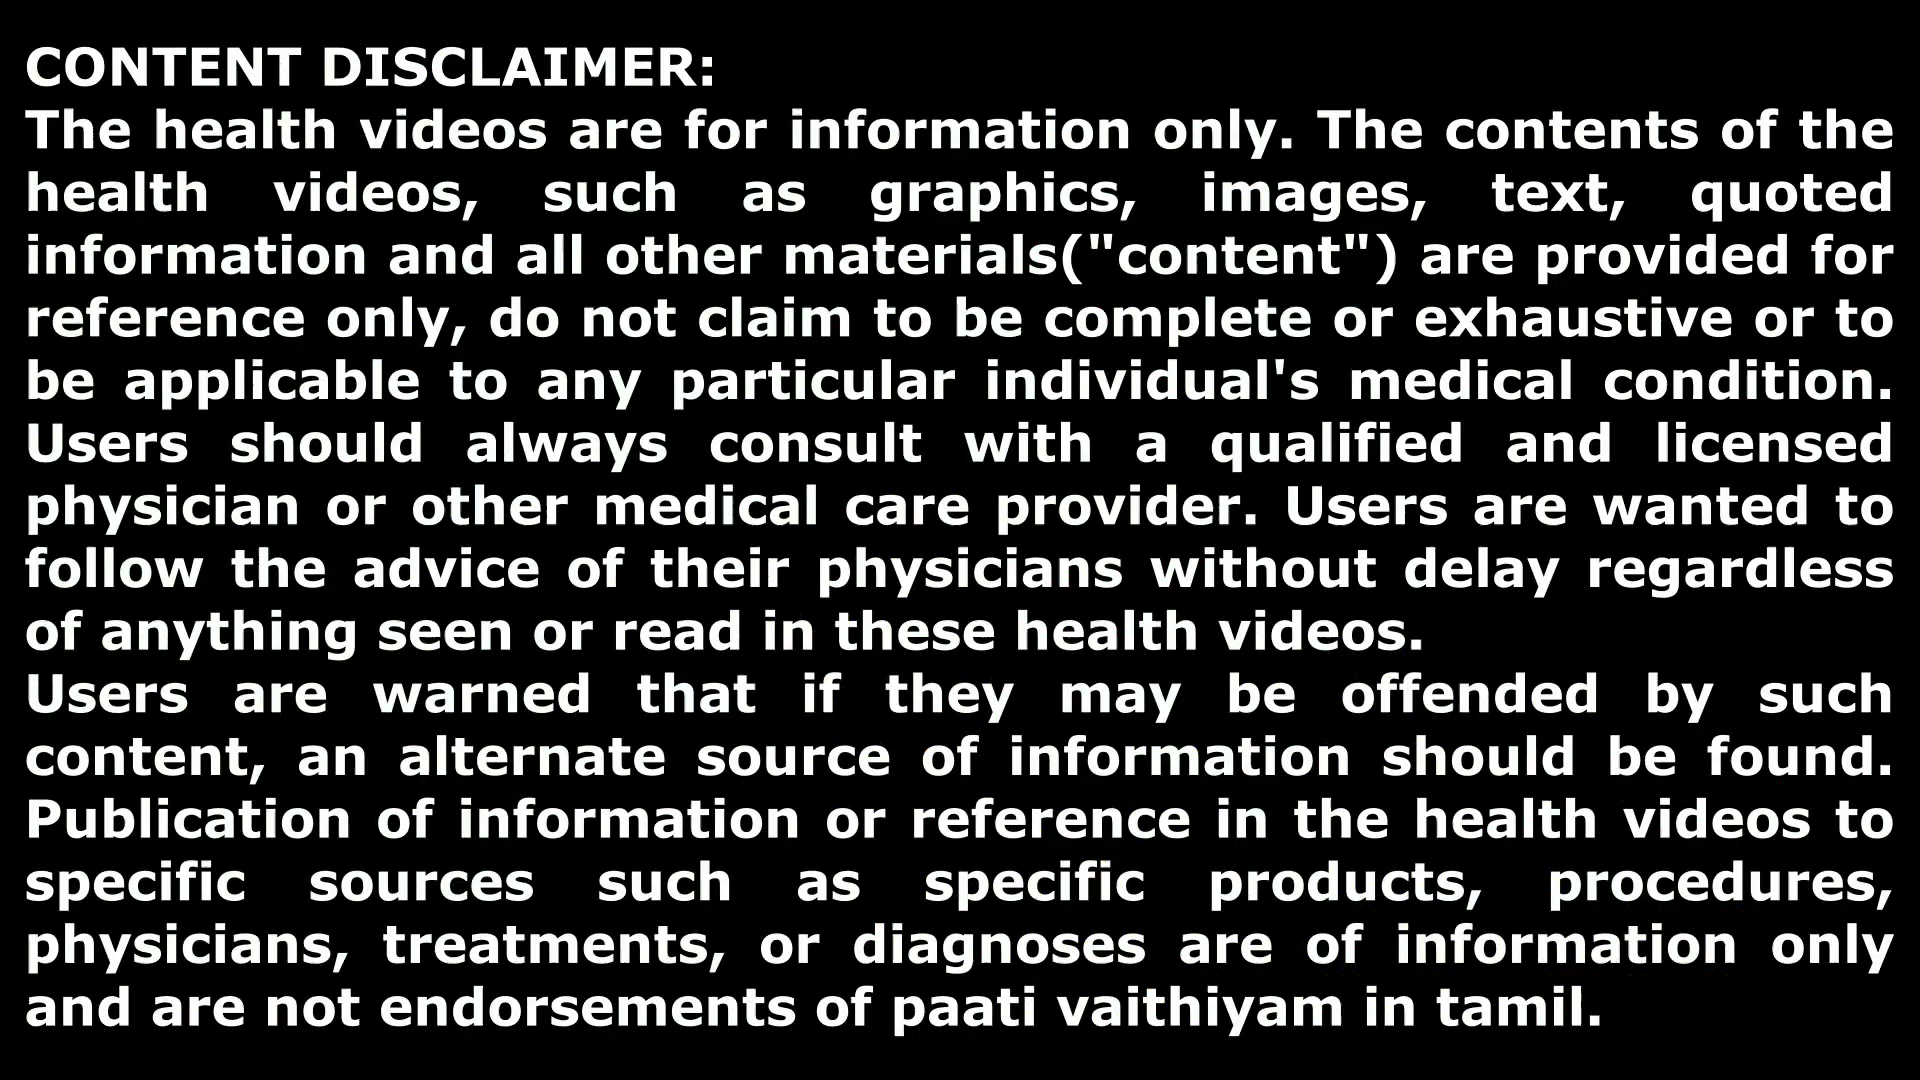 CONTENT DISCLAIMER:
The health videos are for information only. The contents of the
health videos, such as graphics, images, text, quoted
information and all other materials("content") are provided for
reference only, do not claim to be complete or exhaustive or to
be applicable to any particular individual's medical condition.
Users should always consult with a qualified and licensed
physician or other medical care provider. Users are wanted to
follow the advice of their physicians without delay regardless
of anything seen or read in these health videos.
Users are warned that if they may be offended by such
content, an alternate source of information should be found.
Publication of information or reference in the health videos to
specific sources such as specific products, procedures,
physicians, treatments, or diagnoses are of information only
and are not endorsements of paati vaithiyam in tamil.